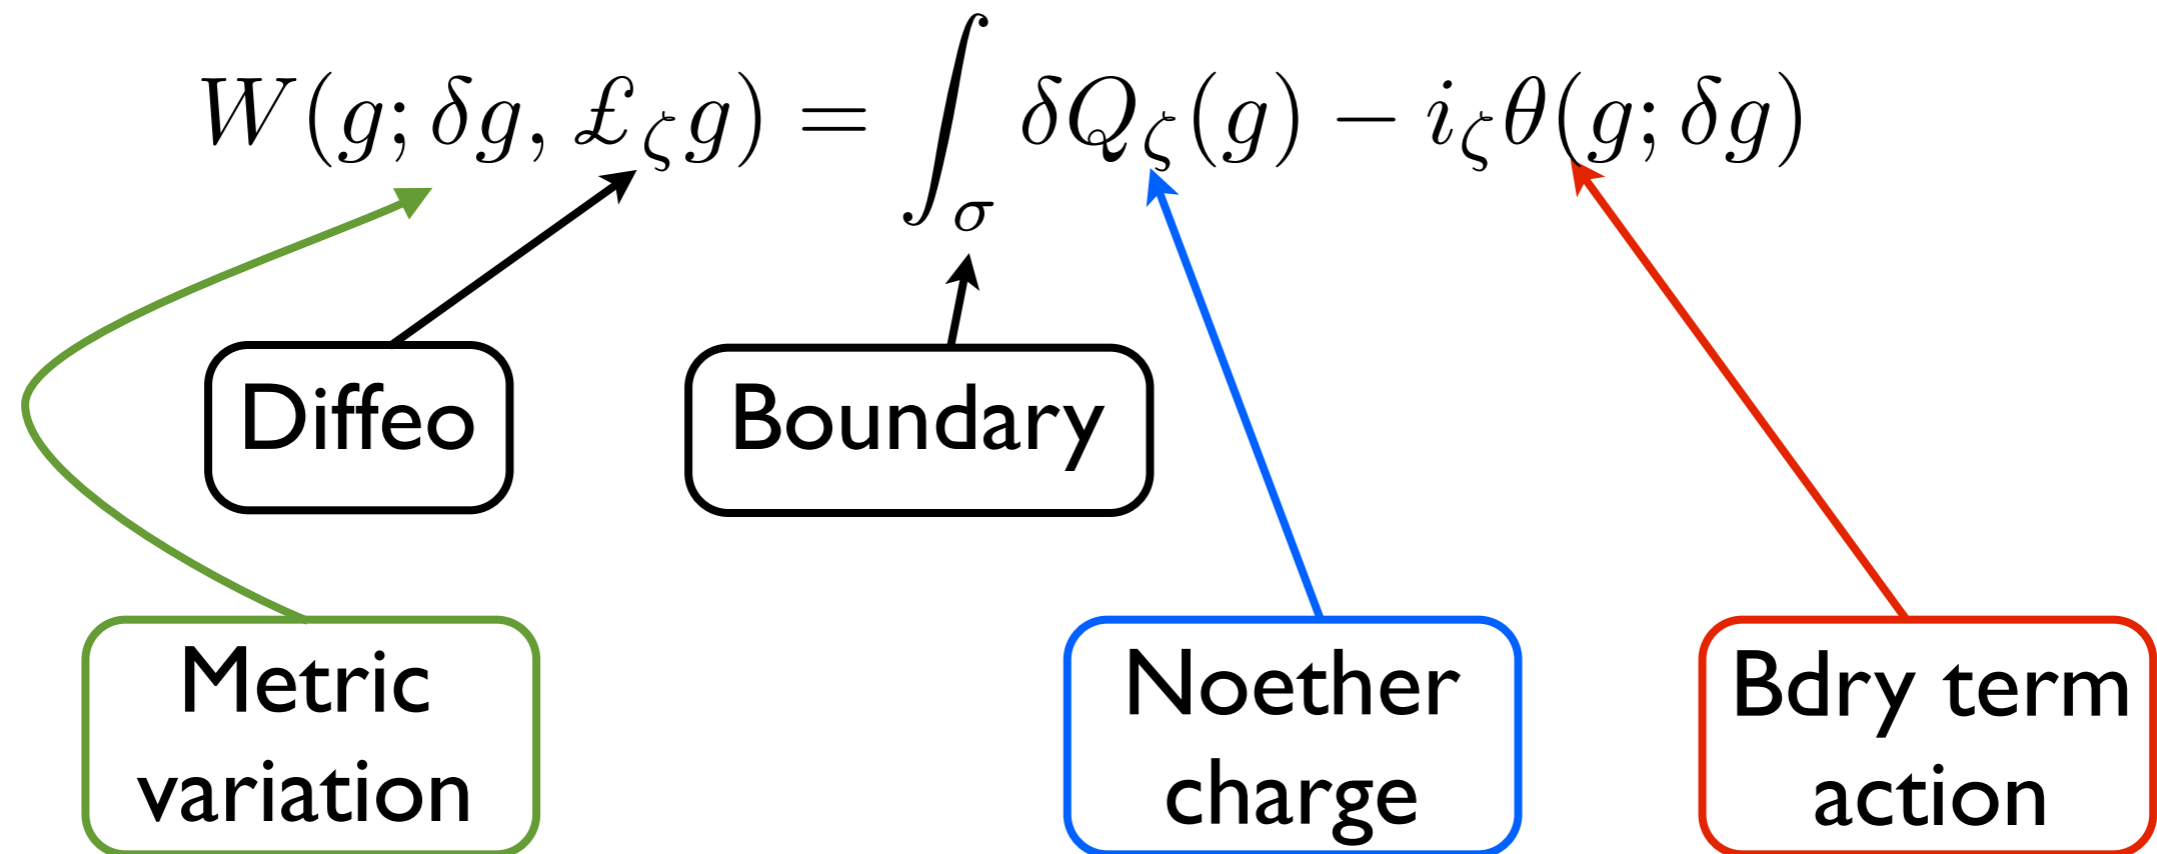 W(g; δg, £_ζ g) = ∫_σ δQ_ζ(g) − i_ζ θ(g; δg)
Diffeo
Boundary
Metric
variation
Noether
charge
Bdry term
action